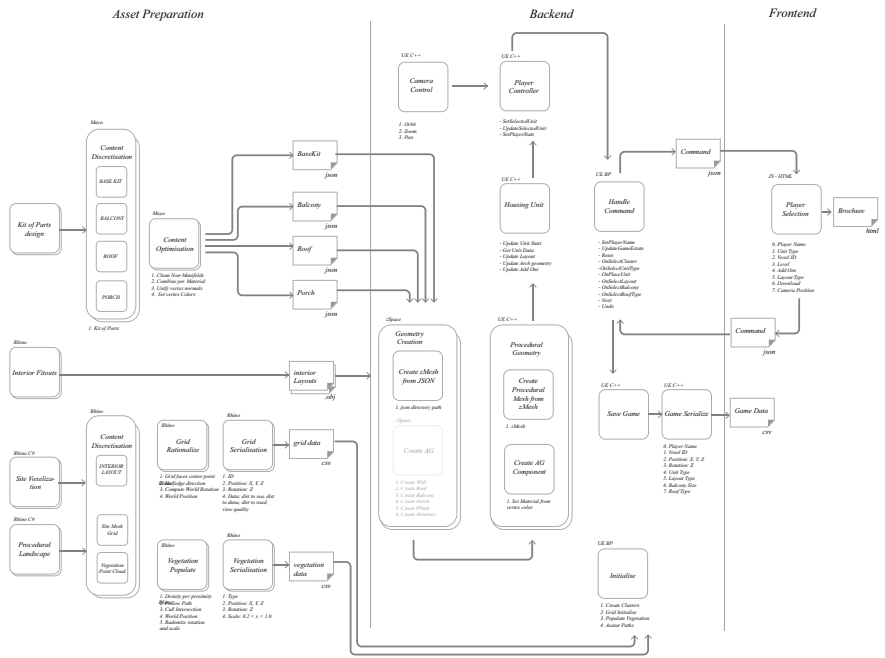 Asset Preparation
Backend
Frontend
UE C++
Camera
Control
1. Orbit
2. Zoom
3. Pan
UE C++
Player
Controller
- SetSelectedUnit
- UpdateSelectedUnit
- SetPlayerStats
Maya
Content
Discretisation
BASE KIT
BALCONY
ROOF
PORCH
1. Kit of Parts
Kit of Parts
design
Maya
Content
Optimisation
1. Clean Non-Manifolds
2. Combine per Material
3. Unify vertex normals
4. Set vertex Colors
BaseKit
json
Balcony
json
Roof
json
Porch
json
UE C++
Housing Unit
- Update Unit Stats
- Get Unit Data
- Update Layout
- Update Arch geometry
- Update Add Ons
UE BP
Handle
Command
- SetPlayerName
- UpdateGameEstate
- Reset
- OnSelectCluster
-OnSelectUnitType
- OnPlaceUnit
- OnSelectLayout
- OnSelectBalcony
- OnSelectRoofType
- Next
- Undo
Command
json
JS - HTML
Player
Selection
0. Player Name
1. Unit Type
2. Voxel ID
3. Level
4. Add Ons
5. Layout Type
6. Download
7. Camera Position
Brochure
html
Command
json
Rhino
Interior Fitouts
interior
Layouts
.obj
zSpace
Geometry
Creation
Create zMesh
from JSON
1. json directory path
zSpace
Create AG
1. Create Wall
2. Create Roof
3. Create Balcony
4. Create Porch
5. Create Plinth
6. Create Structure
UE C++
Procedural
Geometry
Create
Procedural
Mesh from
zMesh
1. zMesh
Create AG
Component
1. Set Material from
vertex color
UE C++
Save Game
UE C++
Game Serialize
0. Player Name
1. Voxel ID
2. Position: X, Y, Z
3. Rotation: Z
4. Unit Type
5. Layout Type
6. Balcony Size
7. Roof Type
Game Data
csv
Rhino
Content
Discretisation
INTERIOR
LAYOUT
Site Mesh
Grid
Vegetation
Point Cloud
Rhino C#
Site Voxeliza-
tion
Rhino C#
Procedural
Landscape
Rhino
Grid
Rationalize
1. Grid faces center point
edge direction
3. Compute World Rotation
4. World Position
Rhino
Grid
Serialisation
1. ID
2. Position: X, Y, Z
3. Rotation: Z
4. Data: dist to sea, dist
to dune, dist to road,
view quality
grid data
csv
Rhino
Vegetation
Populate
1. Density per proximity
Path
3. Cull Intersection
4. World Position
5. Radomize rotation
and scale
Rhino
Vegetation
Serialisation
1. Type
2. Position: X, Y, Z
3. Rotation: Z
4. Scale: 0.2 < x < 1.0
vegetation
data
csv
UE BP
Initialise
1. Create Clusters
2. Grid Initialise
3. Populate Vegetation
4. Avatar Paths